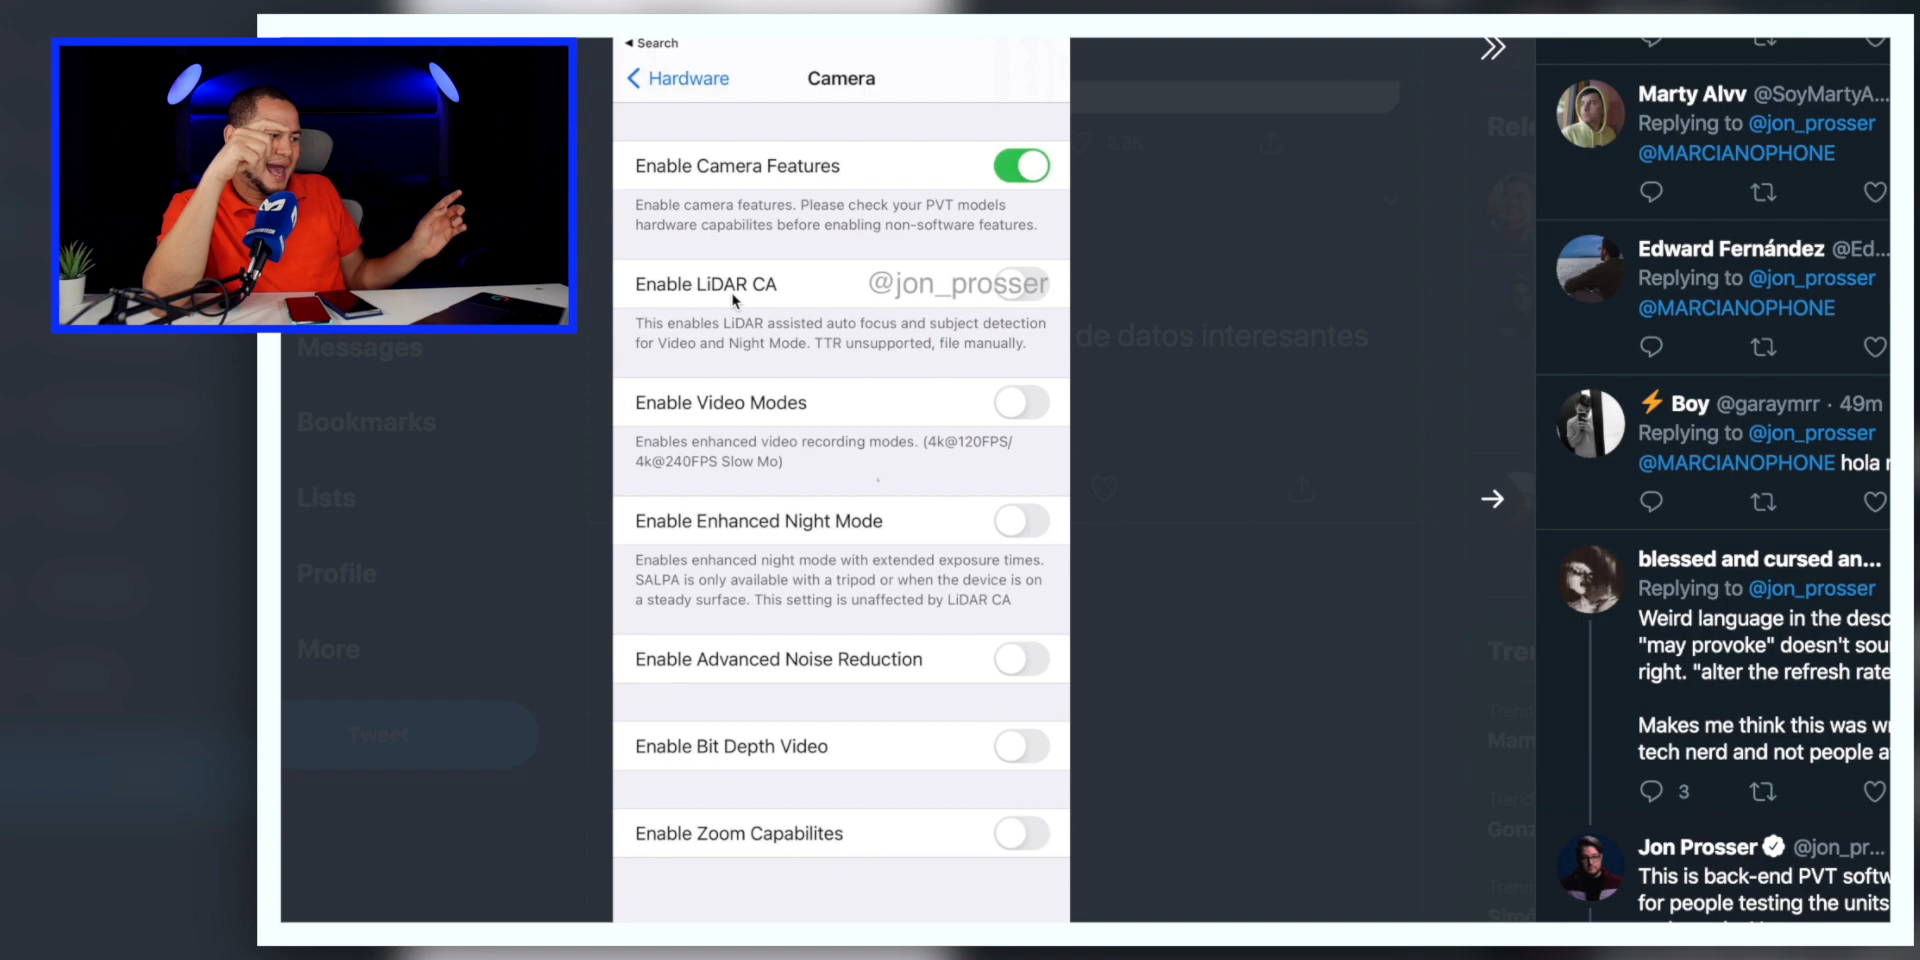 Search
Hardware
Camera
Enable Camera Features
Enable camera features. Please check your PVT models
hardware capabilites before enabling non-software features.
Enable LiDAR CA
@jon_prosser
This enables LiDAR assisted auto focus and subject detection
for Video and Night Mode. TTR unsupported, file manually.
Enable Video Modes
Enables enhanced video recording modes. (4k@120FPS/
4k@240FPS Slow Mo)
Enable Enhanced Night Mode
Enables enhanced night mode with extended exposure times.
SALPA is only available with a tripod or when the device is on
a steady surface. This setting is unaffected by LiDAR CA
Enable Advanced Noise Reduction
Enable Bit Depth Video
Enable Zoom Capabilites
Messages
Bookmarks
Lists
Profile
More
Tweet
2.3K
de datos interesantes
Marty Alvv @SoyMartyA...
Replying to @jon_prosser
@MARCIANOPHONE
Edward Fernández @Ed...
Replying to @jon_prosser
@MARCIANOPHONE
Boy @garaymrr · 49m
Replying to @jon_prosser
@MARCIANOPHONE hola
blessed and cursed an...
Replying to @jon_prosser
Weird language in the desc
"may provoke" doesn't sou
right. "alter the refresh rate
Makes me think this was
tech nerd and not people a
3
Jon Prosser @jon_pr...
This is back-end PVT softw
for people testing the units